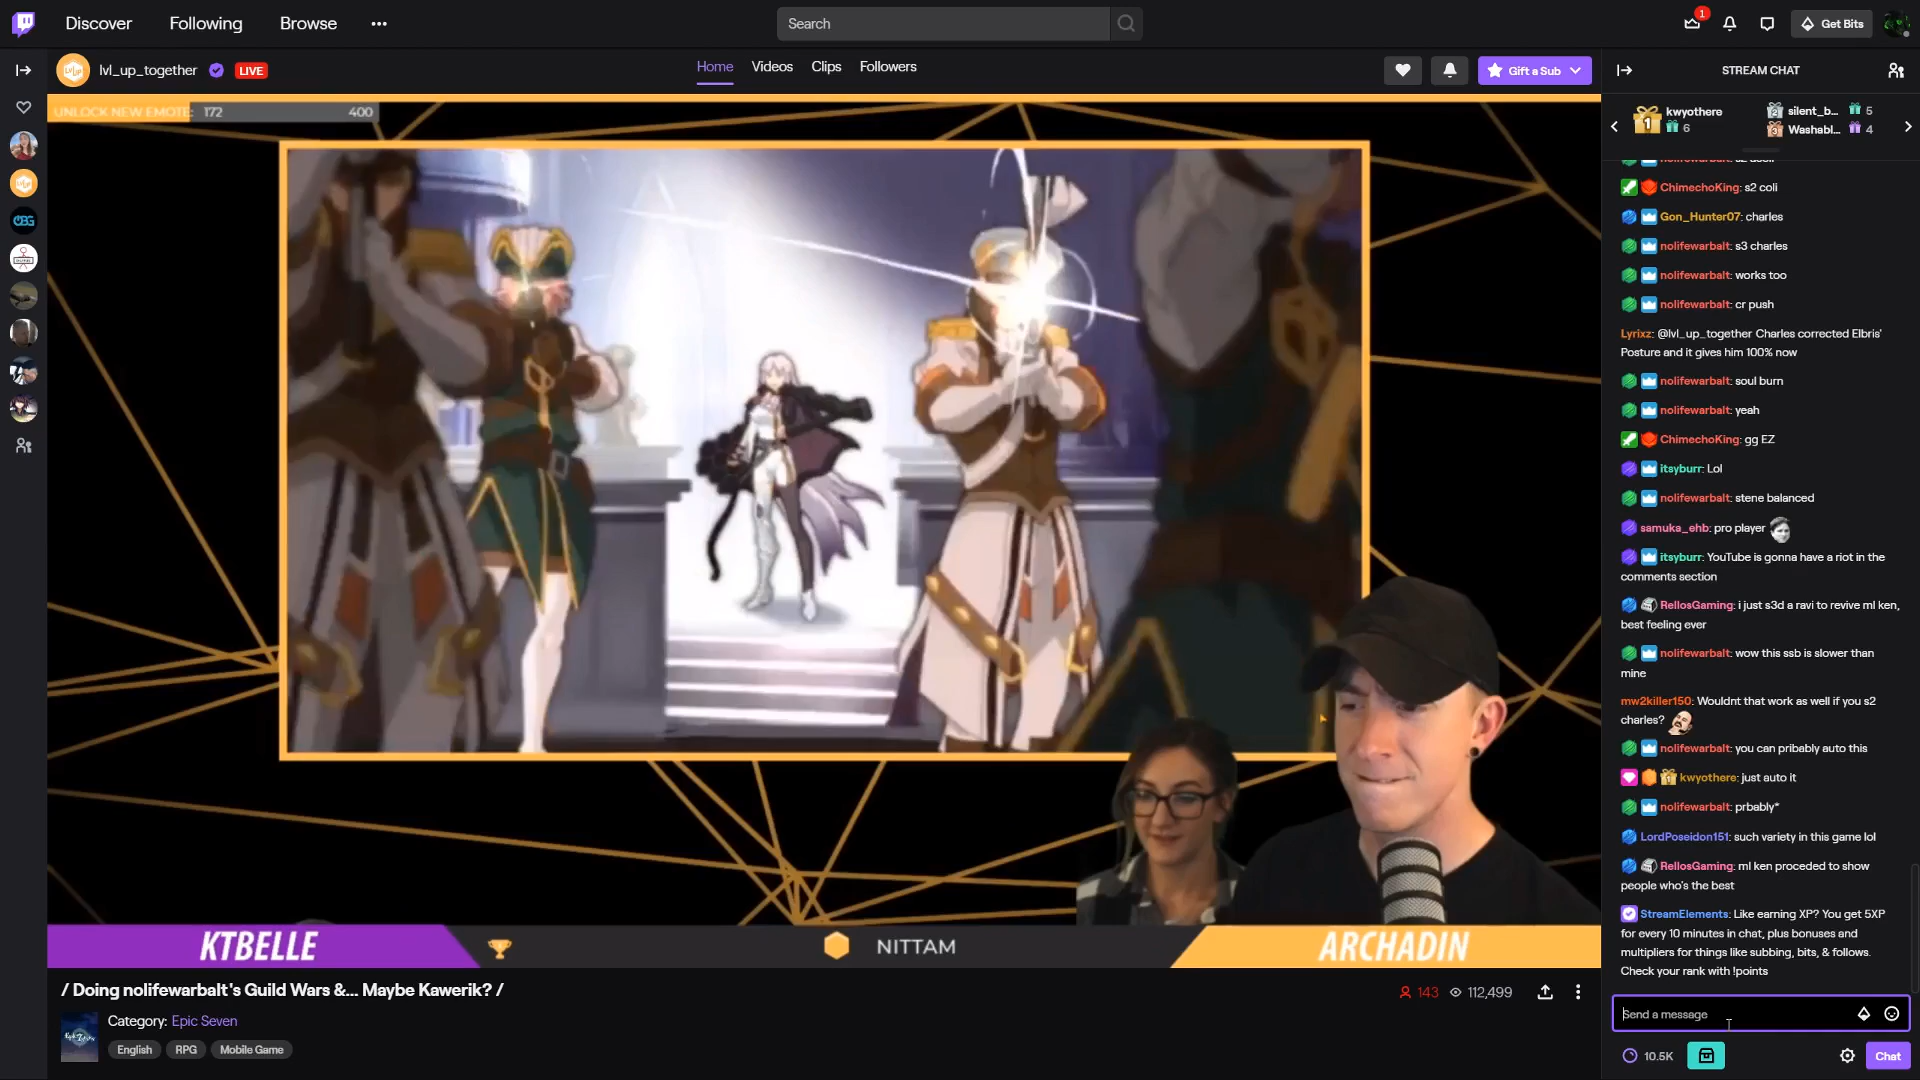 Discover
Following
Browse
Search
1
Get Bits
lvl_up_together
LIVE
Home
Videos
Clips
Followers
Gift a Sub
STREAM CHAT
UNLOCK NEW EMOTE: 172 400
1
kwyothere
6
silent_b... 5
Washabl... 4
ChimechoKing: s2 coli
Gon_Hunter07: charles
nolifewarbalt: s3 charles
nolifewarbalt: works too
nolifewarbalt: cr push
Lyrixz: @lvl_up_together Charles corrected Elbris'
Posture and it gives him 100% now
nolifewarbalt: soul burn
nolifewarbalt: yeah
ChimechoKing: gg EZ
itsyburr: Lol
nolifewarbalt: stene balanced
samuka_ehb: pro player
itsyburr: YouTube is gonna have a riot in the
comments section
RellosGaming: i just s3d a ravi to revive ml ken,
best feeling ever
nolifewarbalt: wow this ssb is slower than
mine
mw2killer150: Wouldnt that work as well if you s2
charles?
nolifewarbalt: you can pribably auto this
kwyothere: just auto it
nolifewarbalt: prbably*
LordPoseidon151: such variety in this game lol
RellosGaming: ml ken proceded to show
people who's the best
StreamElements: Like earning XP? You get 5XP
for every 10 minutes in chat, plus bonuses and
multipliers for things like subbing, bits, & follows.
Check your rank with !points
Send a message
10.5K
Chat
KTBELLE
NITTAM
ARCHADIN
/ Doing nolifewarbalt's Guild Wars &... Maybe Kawerik? /
143
112,499
Category: Epic Seven
English
RPG
Mobile Game